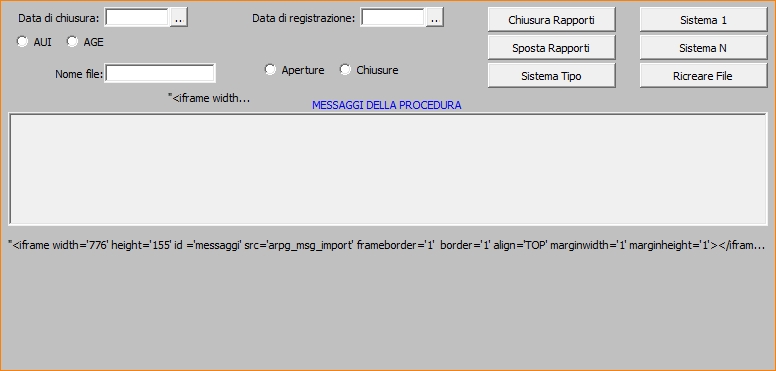 Data di chiusura: .. Data di registrazione: .. Chiusura Rapporti Sistema 1
AUI AGE Sposta Rapporti Sistema N
Nome file: Aperture Chiusure Sistema Tipo Ricreare File
"<iframe width...
MESSAGGI DELLA PROCEDURA
"<iframe width='776' height='155' id ='messaggi' src='arpg_msg_import' frameborder='1' border='1' align='TOP' marginwidth='1' marginheight='1'></ifram...